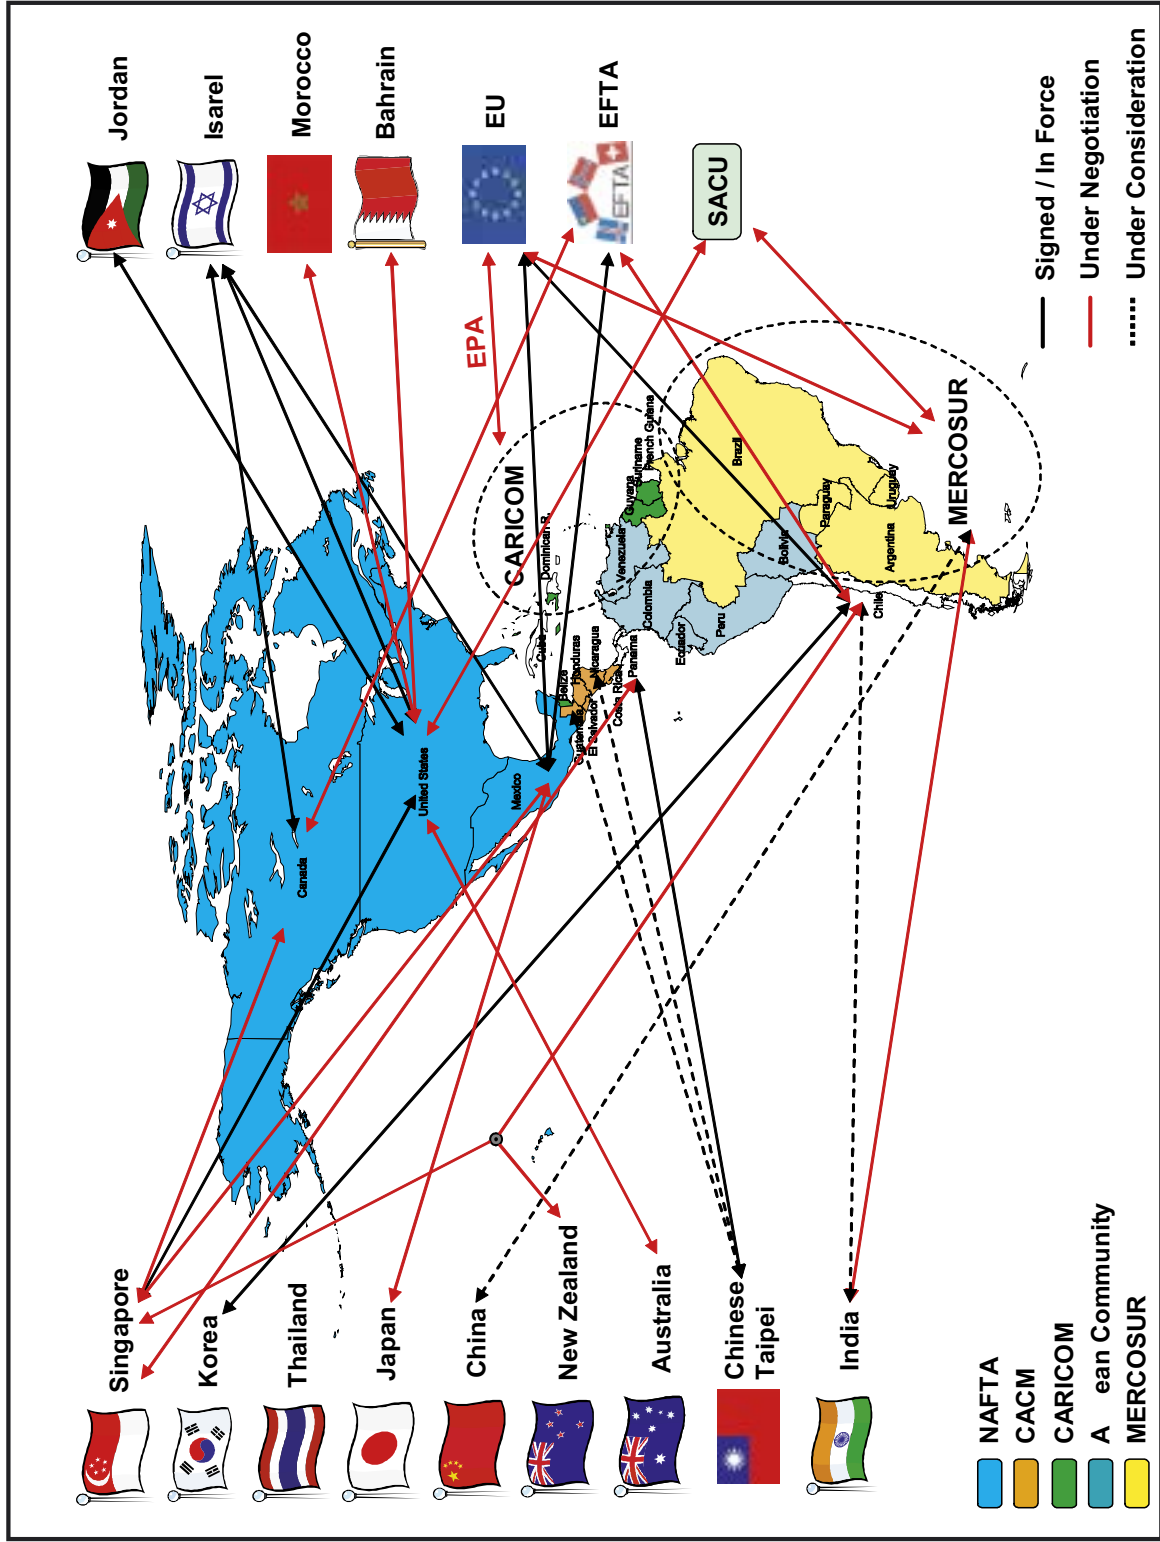 Singapore
Korea
Thailand
Japan
China
New Zealand
Australia
Chinese
Taipei
India
Jordan
Isarel
Morocco
Bahrain
EU
EFTA
EFTA
SACU
EPA
CARICOM
MERCOSUR
Canada
United States
Mexico
Cuba
Dominican R.
Belize
Honduras
Guatemala
El Salvador
Nicaragua
Costa Rica
Panama
Venezuela
Guyana
Suriname
French Guiana
Colombia
Ecuador
Peru
Brazil
Bolivia
Paraguay
Uruguay
Argentina
Chile
NAFTA
CACM
CARICOM
A ean Community
MERCOSUR
Signed / In Force
Under Negotiation
Under Consideration